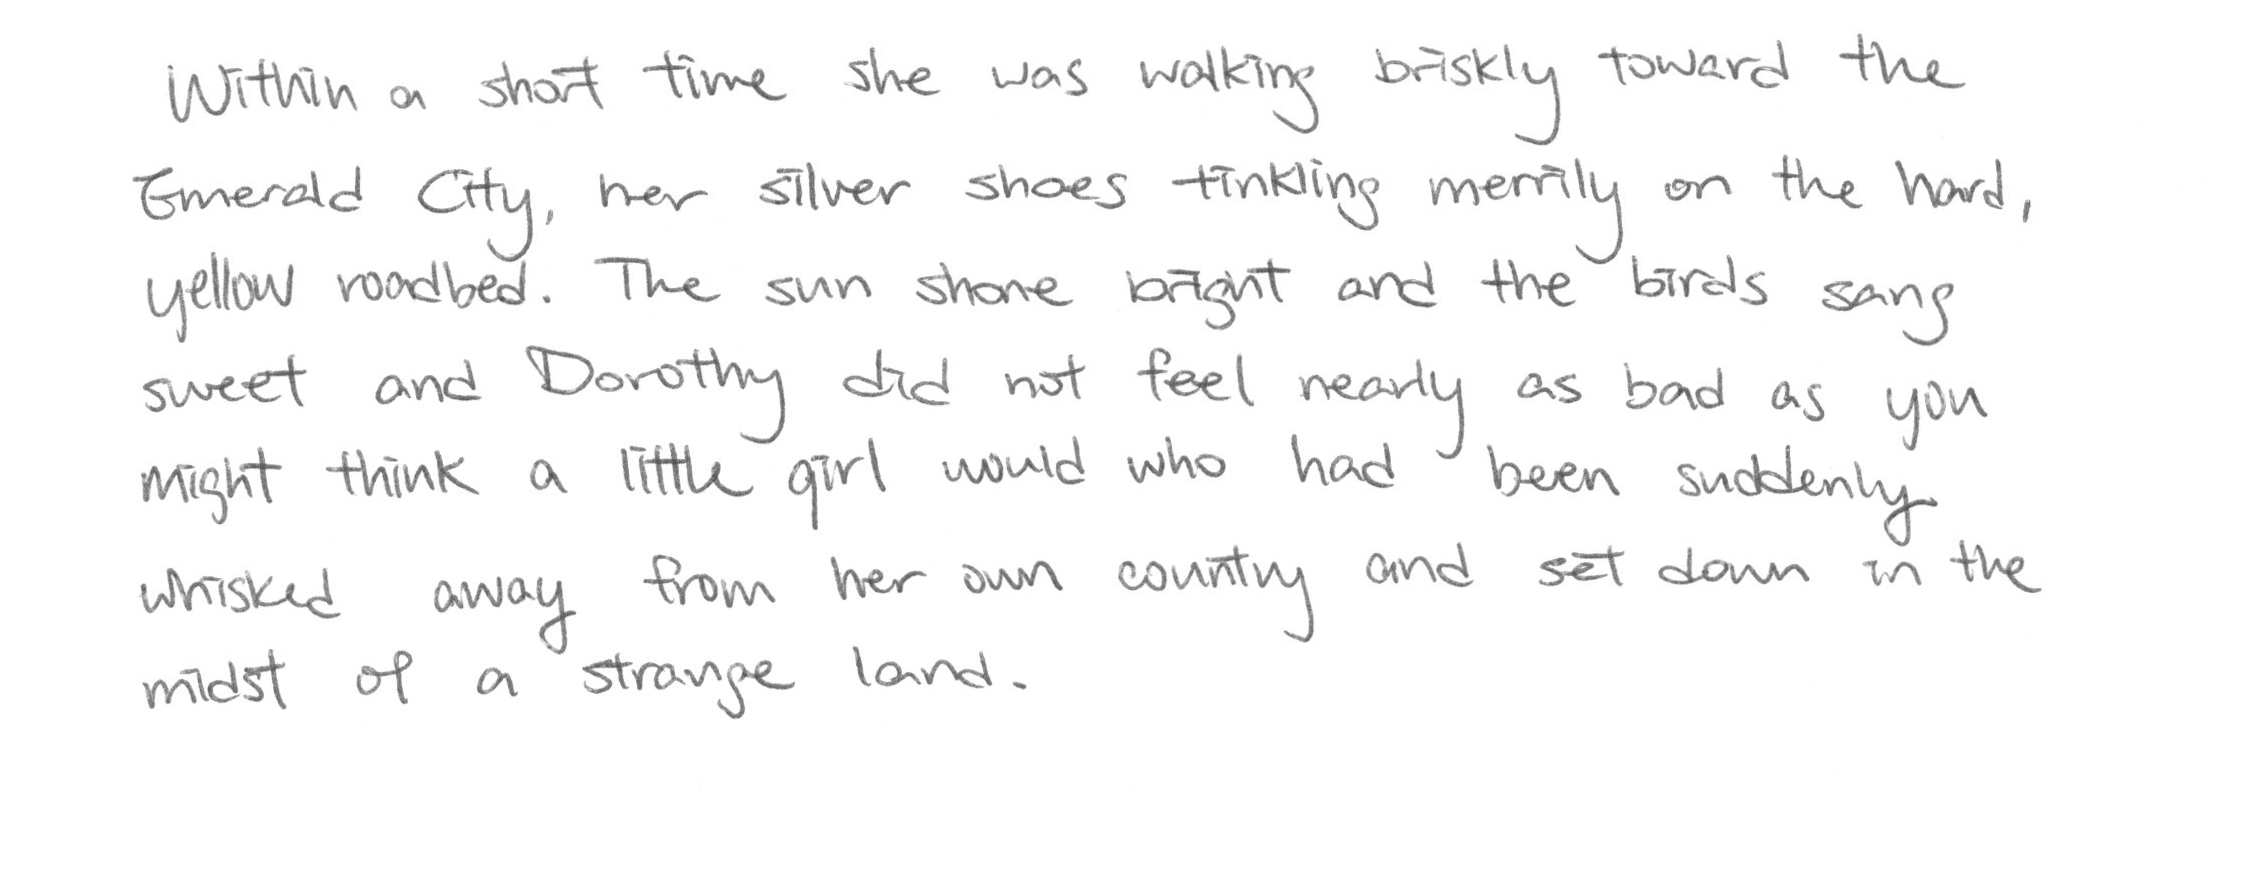 Within a short time she was walking briskly toward the
Emerald City, her silver shoes tinkling merrily on the hard,
yellow roadbed. The sun shone bright and the birds sang
sweet and Dorothy did not feel nearly as bad as you
might think a little girl would who had been suddenly
whisked away from her own country and set down in the
midst of a strange land.